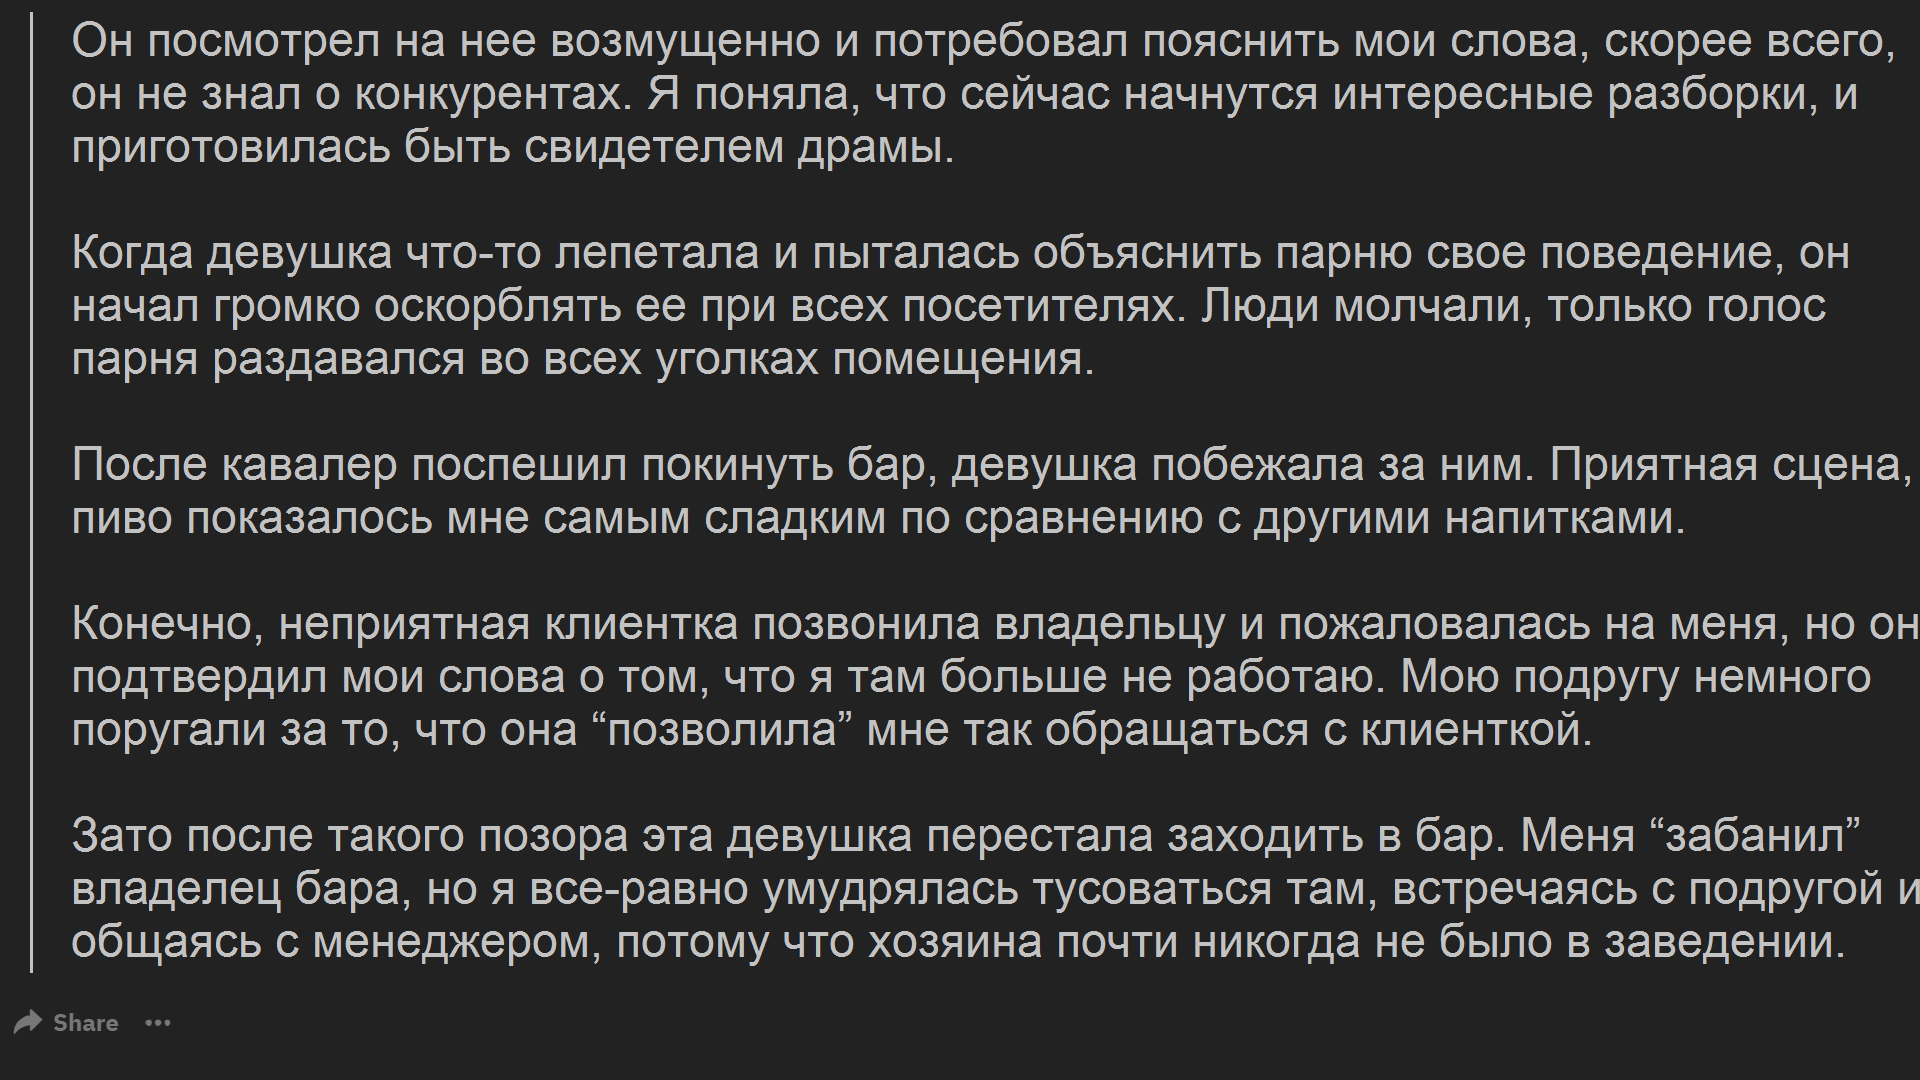 Он посмотрел на нее возмущенно и потребовал пояснить мои слова, скорее всего,
он не знал о конкурентах. Я поняла, что сейчас начнутся интересные разборки, и
приготовилась быть свидетелем драмы.
Когда девушка что-то лепетала и пыталась объяснить парню свое поведение, он
начал громко оскорблять ее при всех посетителях. Люди молчали, только голос
парня раздавался во всех уголках помещения.
После кавалер поспешил покинуть бар, девушка побежала за ним. Приятная сцена,
пиво показалось мне самым сладким по сравнению с другими напитками.
Конечно, неприятная клиентка позвонила владельцу и пожаловалась на меня, но он
подтвердил мои слова о том, что я там больше не работаю. Мою подругу немного
поругали за то, что она “позволила” мне так обращаться с клиенткой.
Зато после такого позора эта девушка перестала заходить в бар. Меня “забанил”
владелец бара, но я все-равно умудрялась тусоваться там, встречаясь с подругой и
общаясь с менеджером, потому что хозяина почти никогда не было в заведении.
Share